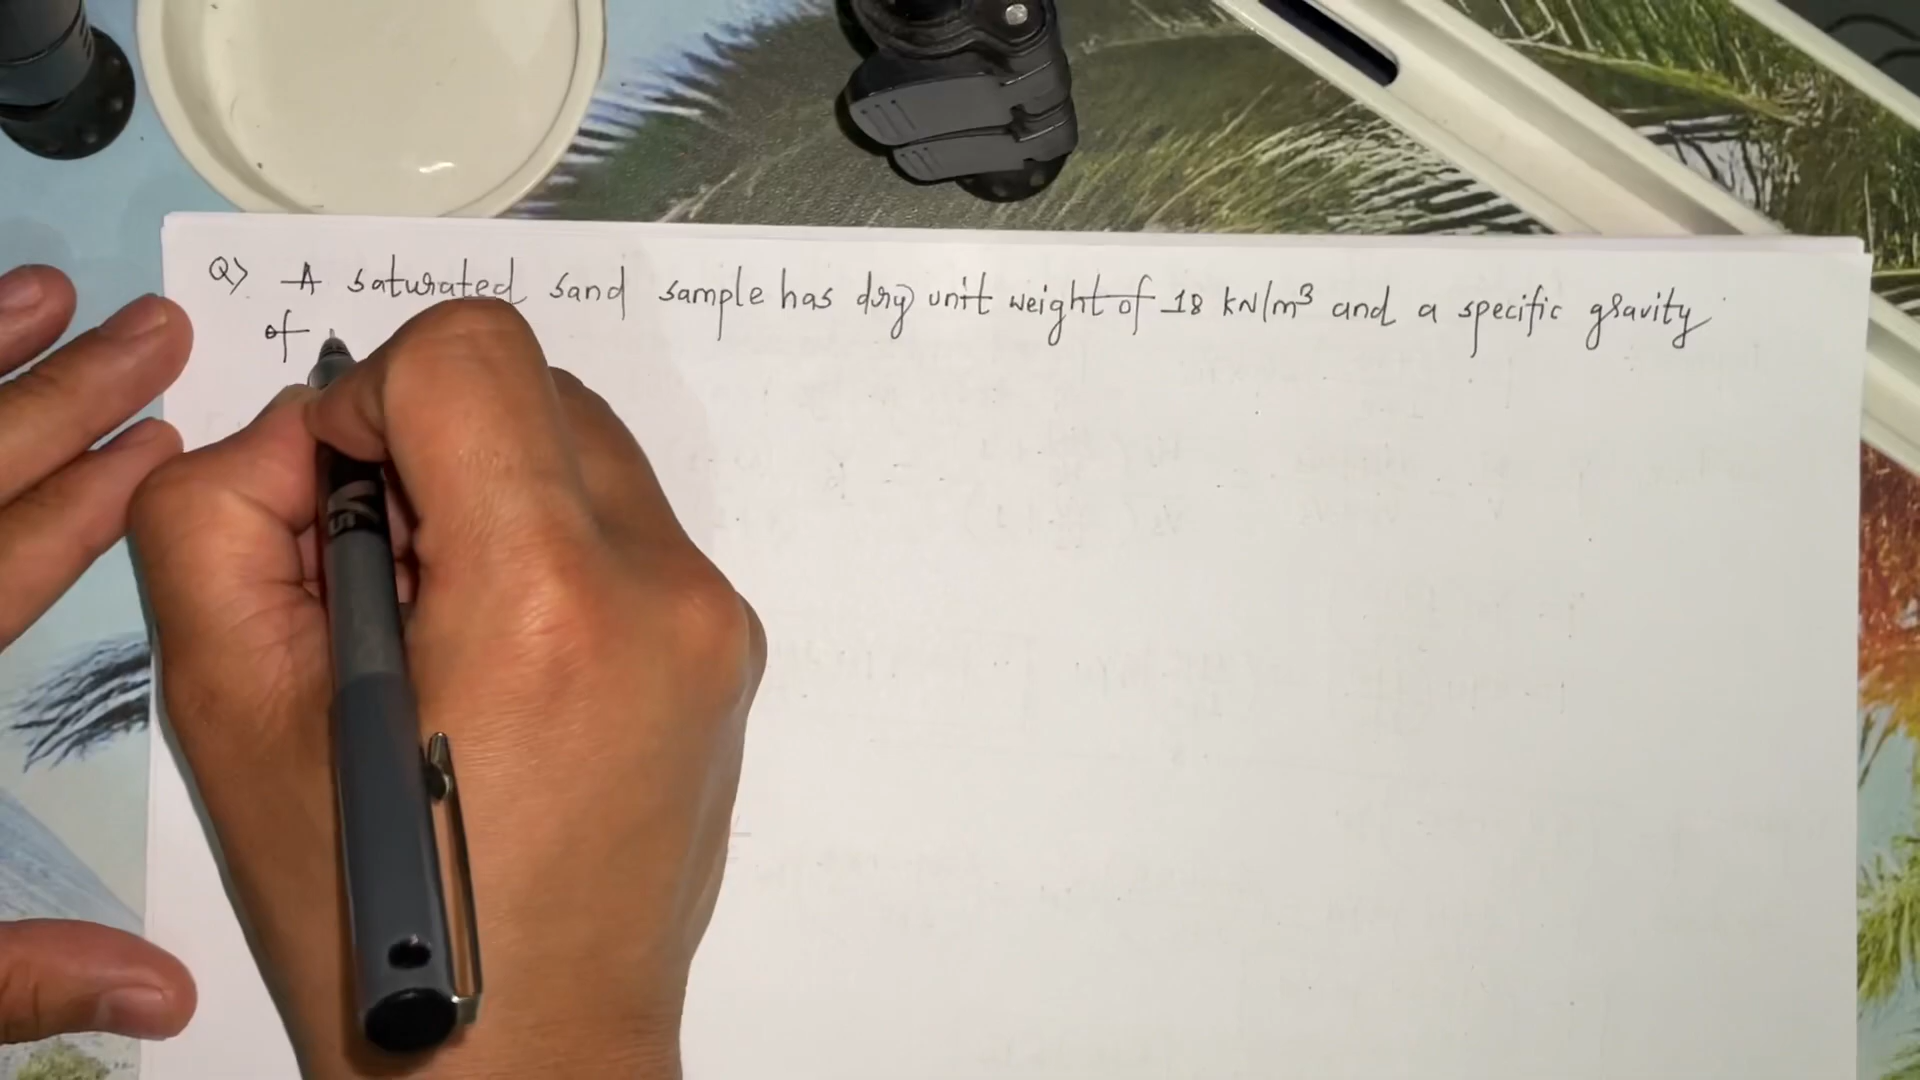 Q> A saturated sand sample has dry unit weight of 18 kN/m³ and a specific gravity
of